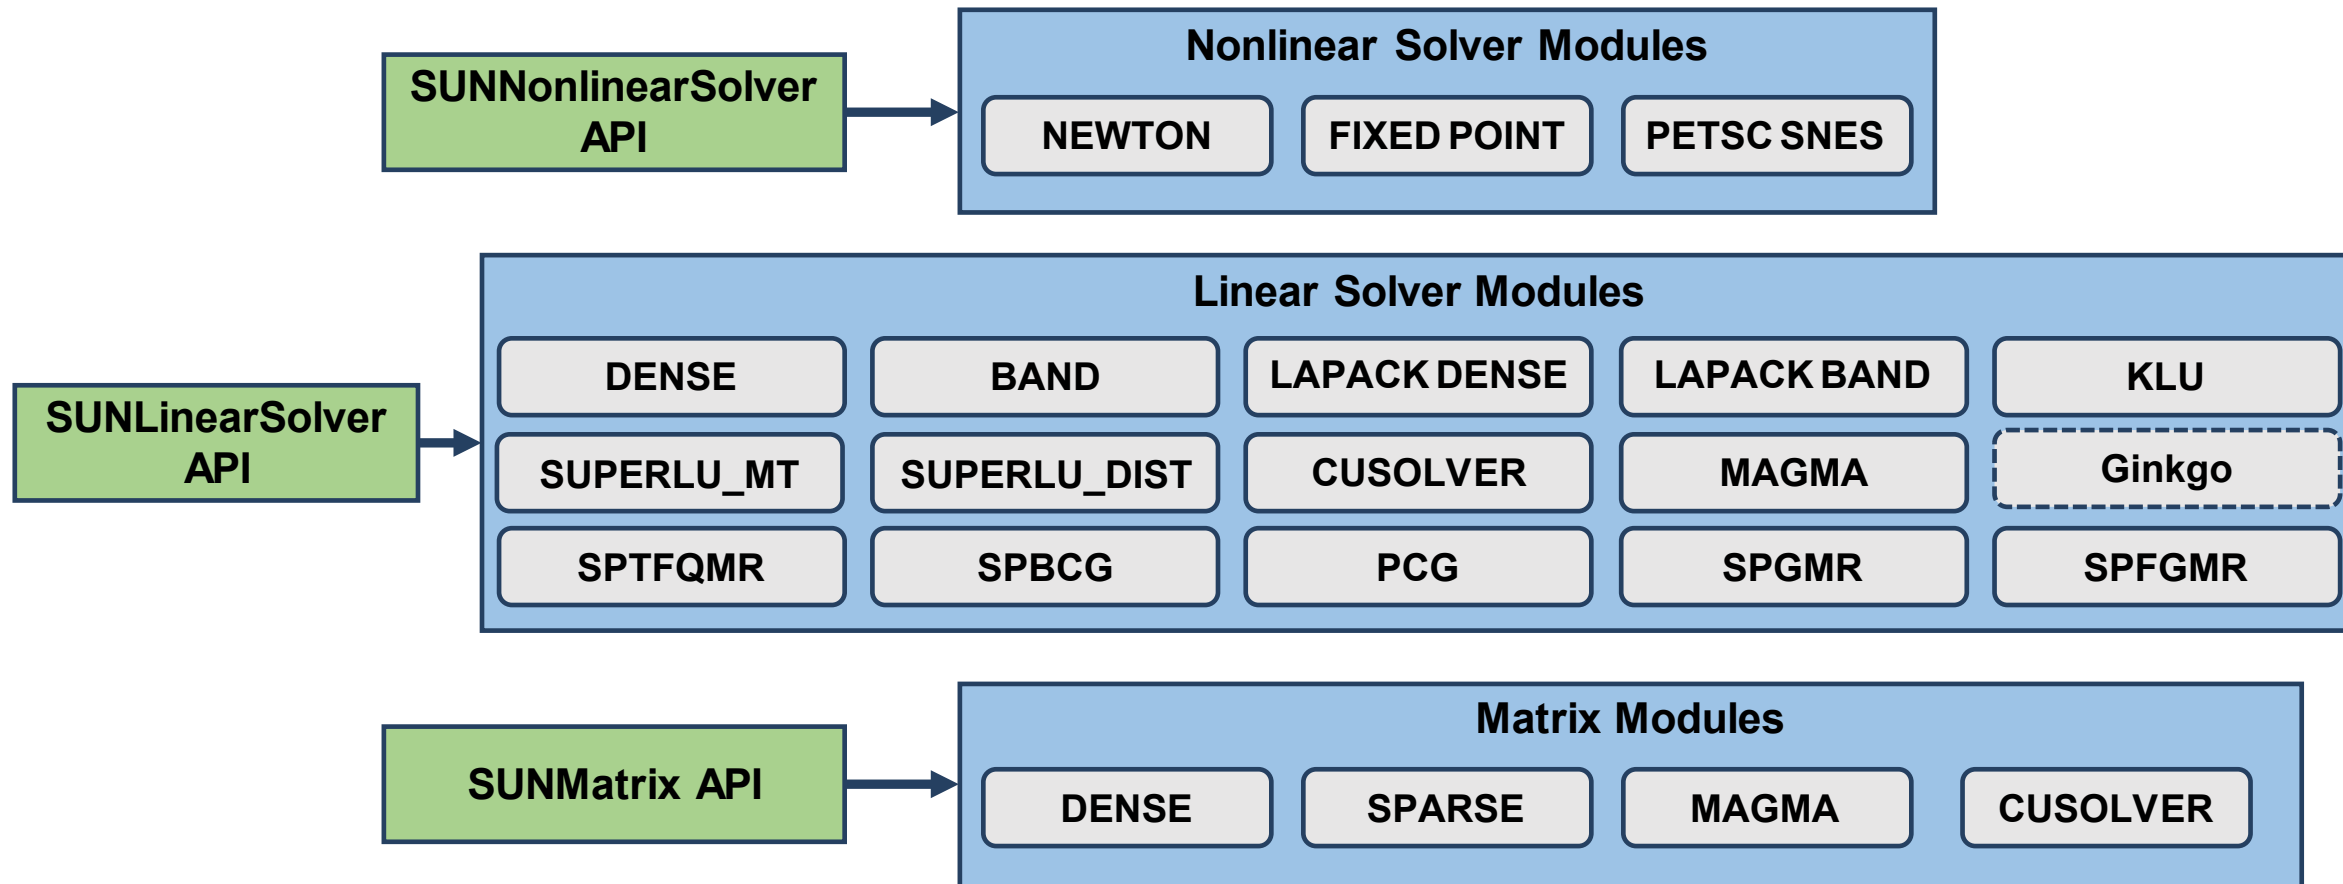 Nonlinear Solver Modules
SUNNonlinearSolver
API
NEWTON
FIXED POINT
PETSC SNES
Linear Solver Modules
SUNLinearSolver
API
DENSE
BAND
LAPACK DENSE
LAPACK BAND
KLU
SUPERLU_MT
SUPERLU_DIST
CUSOLVER
MAGMA
Ginkgo
SPTFQMR
SPBCG
PCG
SPGMR
SPFGMR
Matrix Modules
SUNMatrix API
DENSE
SPARSE
MAGMA
CUSOLVER